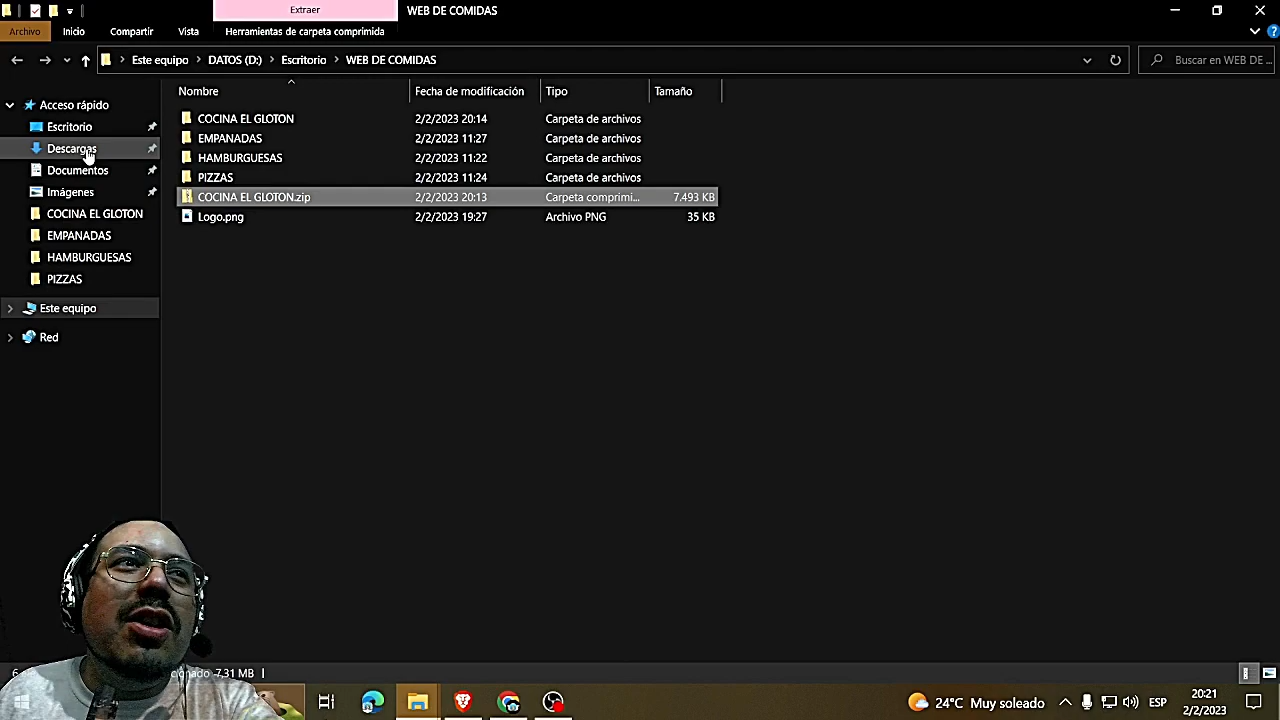 Extraer
WEB DE COMIDAS
Archivo Inicio Compartir Vista Herramientas de carpeta comprimida
Este equipo DATOS (D:) Escritorio WEB DE COMIDAS
Buscar en WEB DE ...
Nombre Fecha de modificación Tipo Tamaño
Acceso rápido
Escritorio
Descargas
Documentos
Imágenes
COCINA EL GLOTON
EMPANADAS
HAMBURGUESAS
PIZZAS
Este equipo
Red
COCINA EL GLOTON 2/2/2023 20:14 Carpeta de archivos
EMPANADAS 2/2/2023 11:27 Carpeta de archivos
HAMBURGUESAS 2/2/2023 11:22 Carpeta de archivos
PIZZAS 2/2/2023 11:24 Carpeta de archivos
COCINA EL GLOTON.zip 2/2/2023 20:13 Carpeta comprimi... 7.493 KB
Logo.png 2/2/2023 19:27 Archivo PNG 35 KB
7,31 MB
24°C Muy soleado
ESP
20:21
2/2/2023